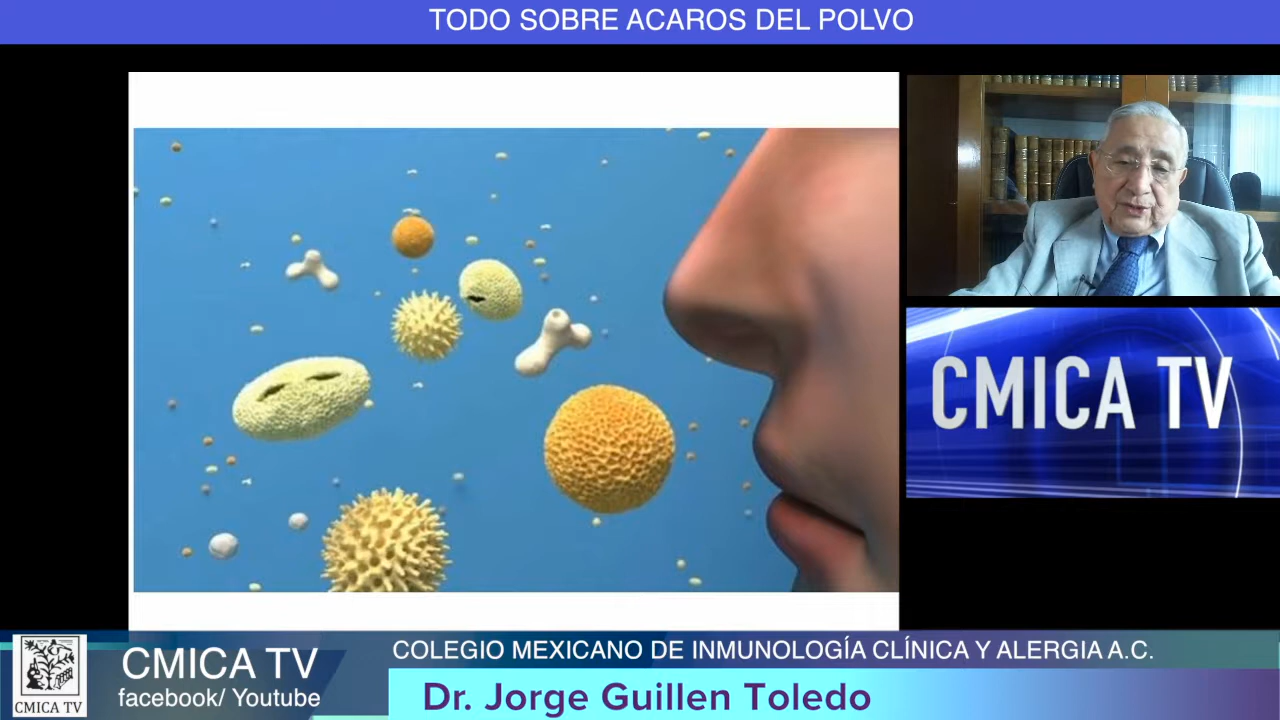 TODO SOBRE ACAROS DEL POLVO
CMICA TV
CMICA TV
CMICA TV
facebook/ Youtube
COLEGIO MEXICANO DE INMUNOLOGÍA CLÍNICA Y ALERGIA A.C.
Dr. Jorge Guillen Toledo